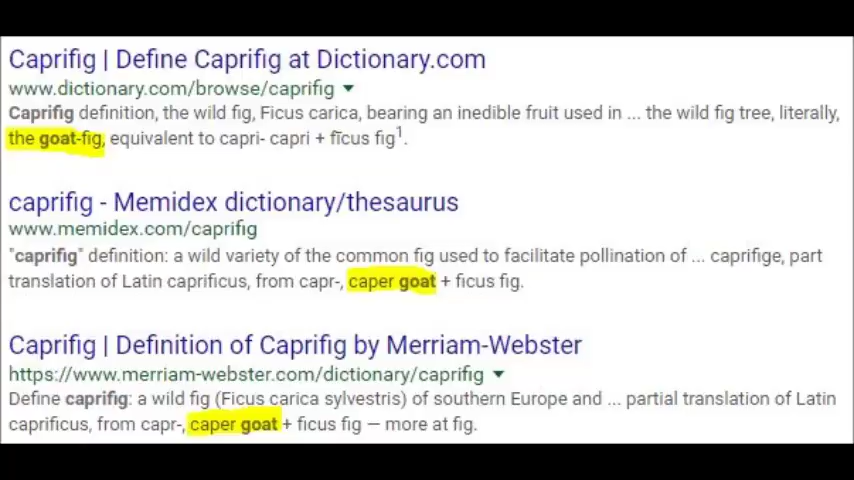 Caprifig | Define Caprifig at Dictionary.com
www.dictionary.com/browse/caprifig
Caprifig definition, the wild fig, Ficus carica, bearing an inedible fruit used in ... the wild fig tree, literally,
the goat-fig, equivalent to capri- capri + fīcus fig1.
caprifig - Memidex dictionary/thesaurus
www.memidex.com/caprifig
"caprifig" definition: a wild variety of the common fig used to facilitate pollination of ... caprifige, part
translation of Latin caprificus, from capr-, caper goat + ficus fig.
Caprifig | Definition of Caprifig by Merriam-Webster
https://www.merriam-webster.com/dictionary/caprifig
Define caprifig: a wild fig (Ficus carica sylvestris) of southern Europe and ... partial translation of Latin
caprificus, from capr-, caper goat + ficus fig — more at fig.